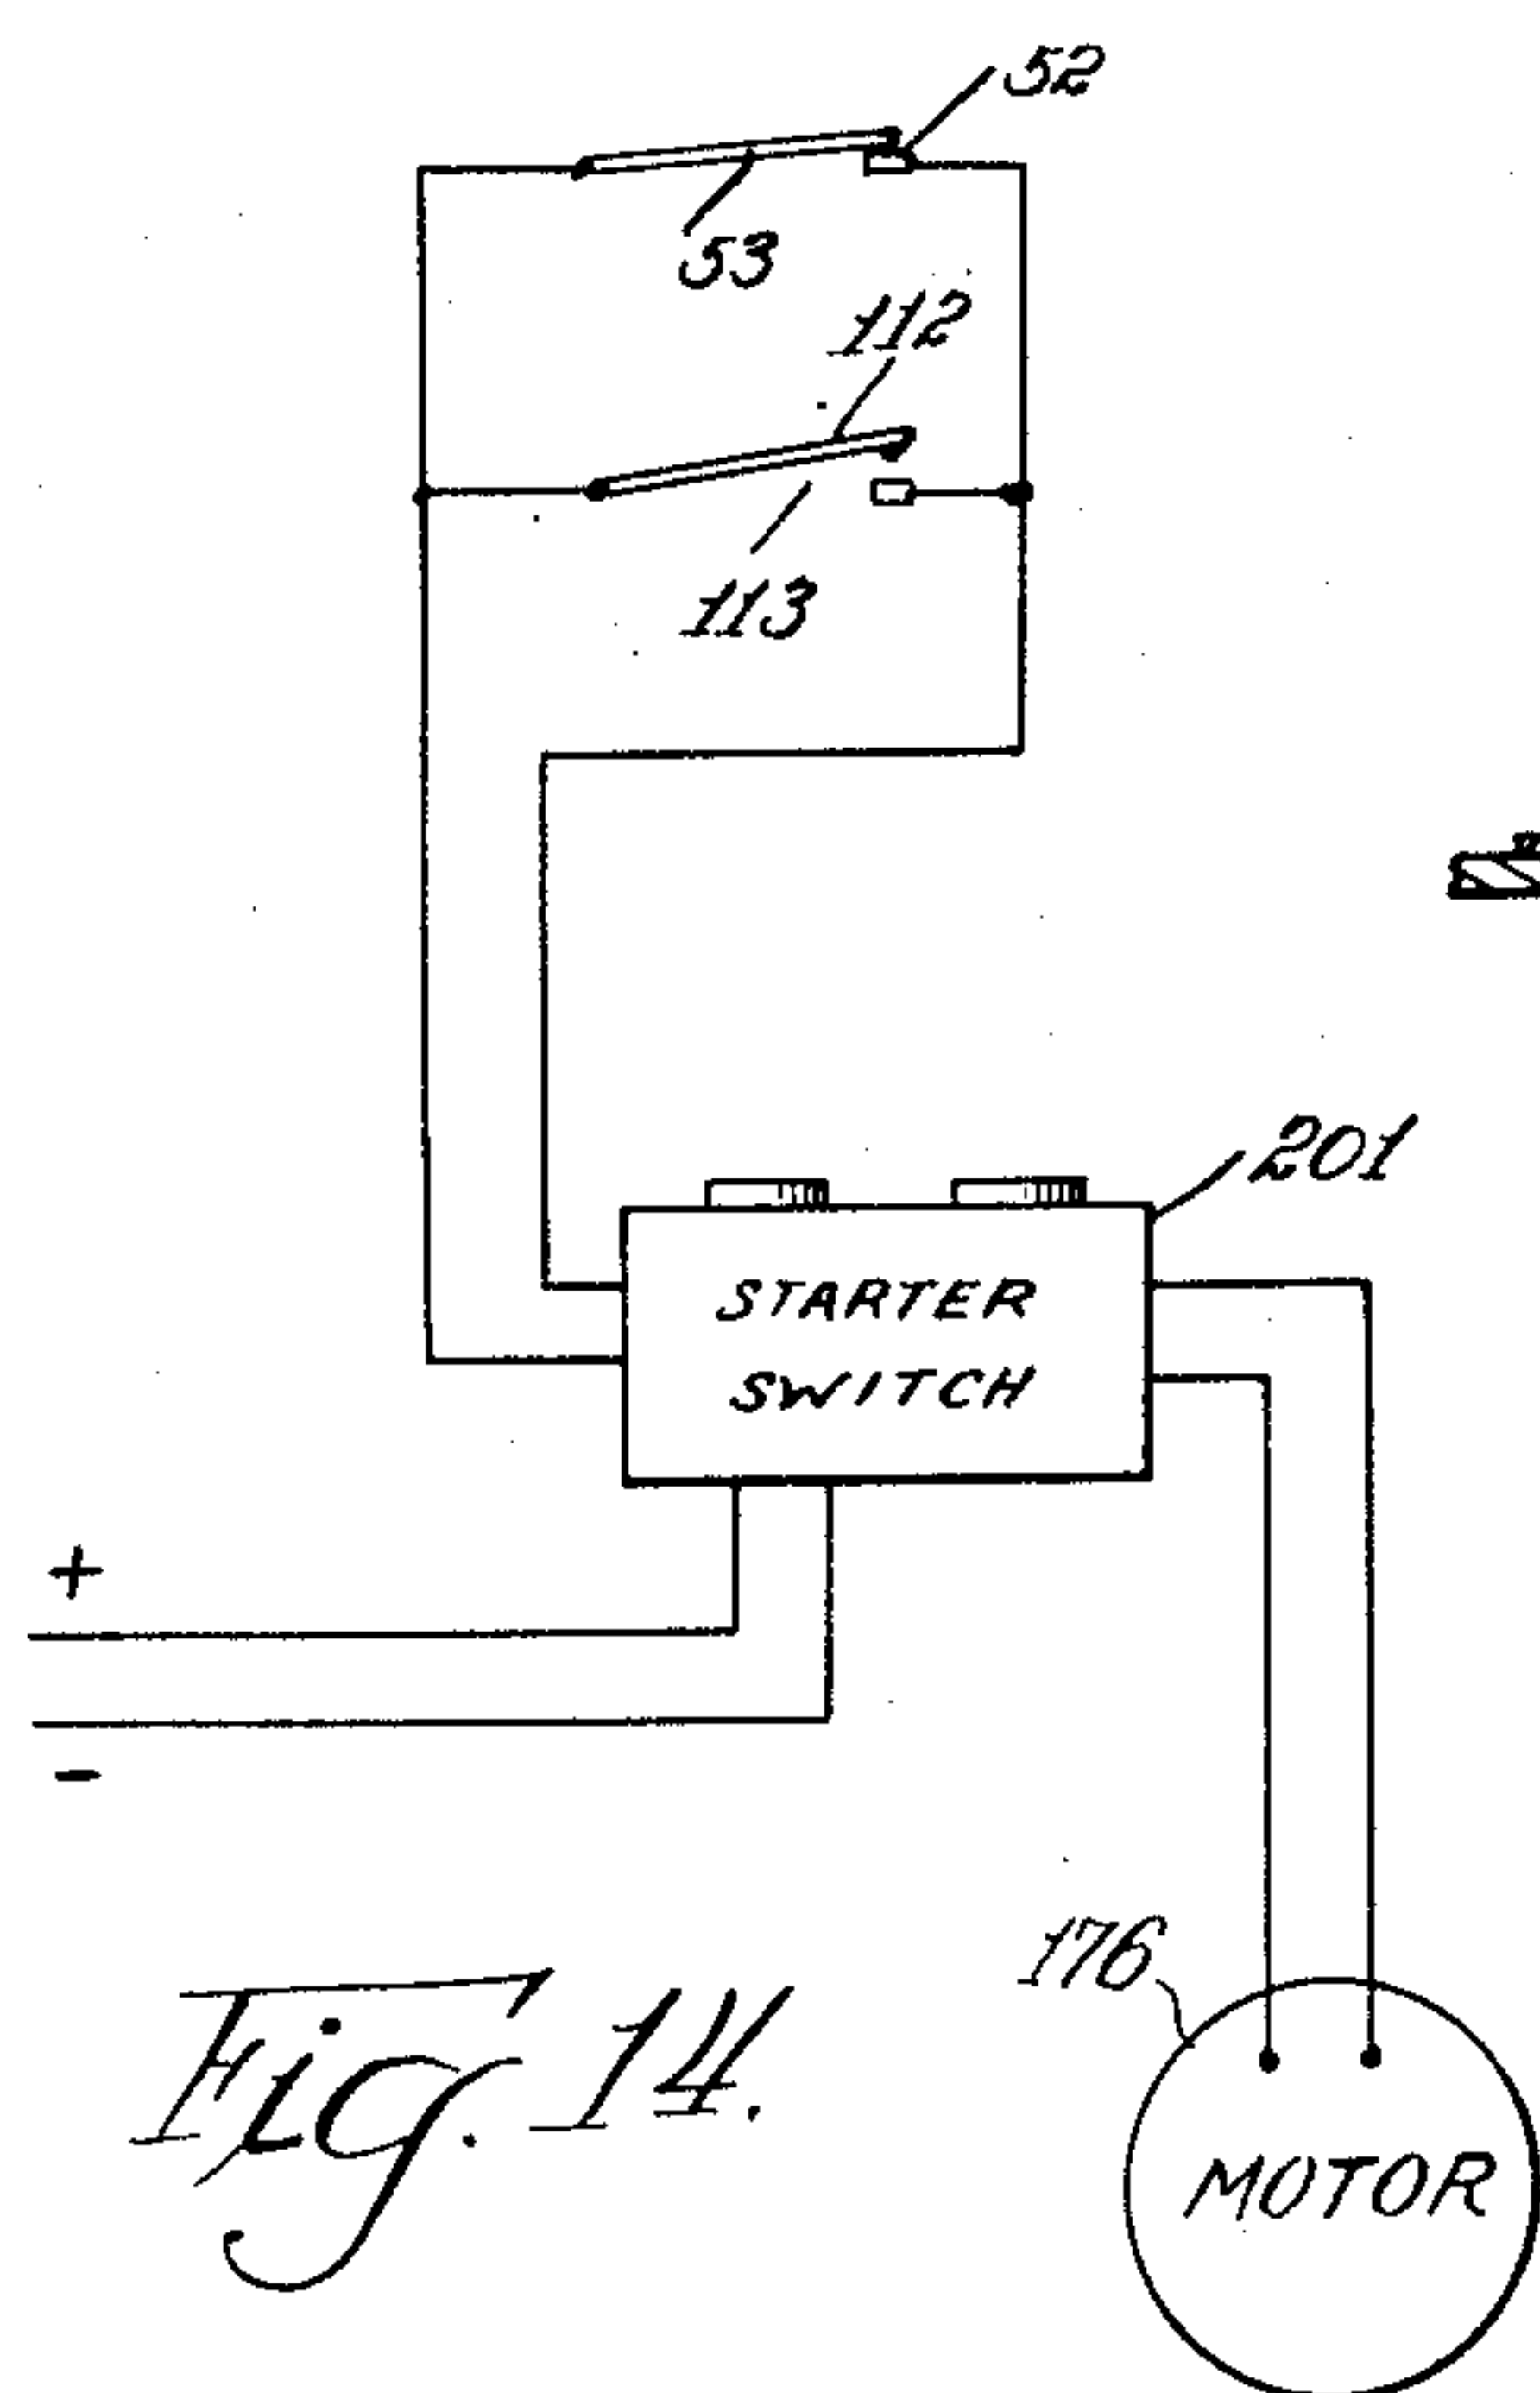 52
53
112
113
201
STARTER
SWITCH
+
-
176
MOTOR
Fig. 14.